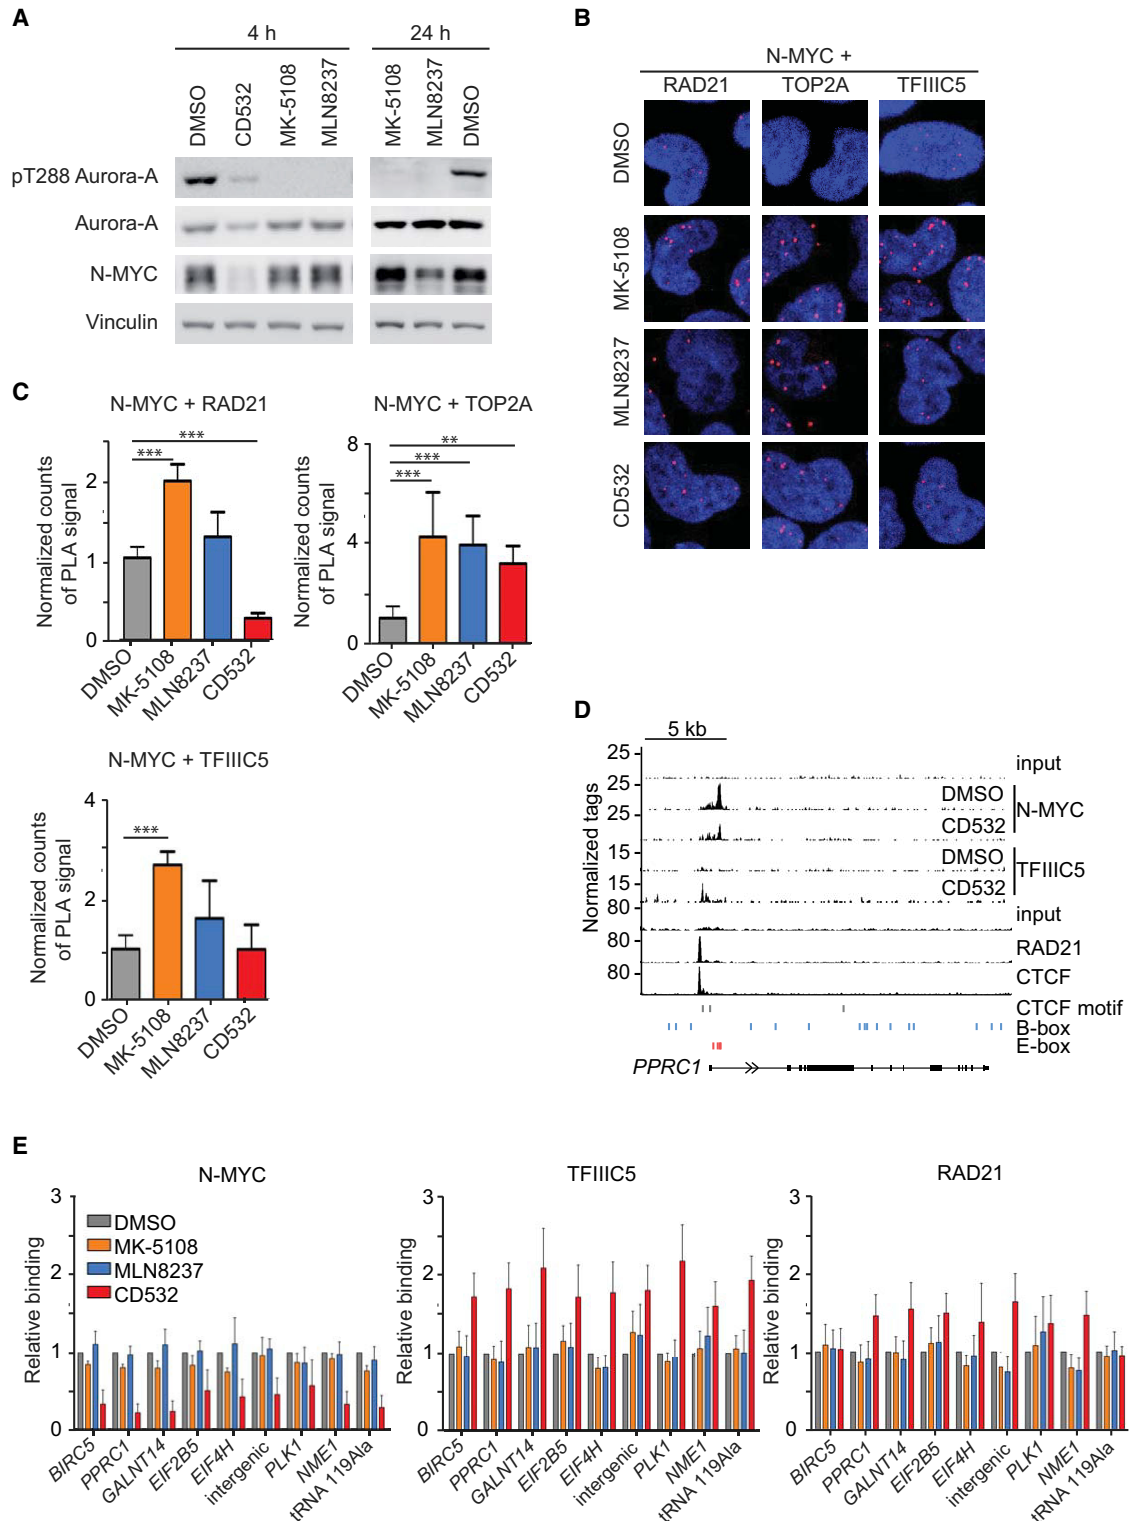 A
4 h
24 h
DMSO
CD532
MK-5108
MLN8237
MK-5108
MLN8237
DMSO
pT288 Aurora-A
Aurora-A
N-MYC
Vinculin
B
N-MYC +
RAD21 TOP2A TFIIIC5
DMSO
MK-5108
MLN8237
CD532
C
N-MYC + RAD21
***
***
Normalized counts
of PLA signal
2
1
0
DMSO
MK-5108
MLN8237
CD532
N-MYC + TOP2A
**
***
***
Normalized counts
of PLA signal
8
4
0
DMSO
MK-5108
MLN8237
CD532
N-MYC + TFIIIC5
***
Normalized counts
of PLA signal
4
2
0
DMSO
MK-5108
MLN8237
CD532
D
5 kb
Normalized tags
25 input
25 DMSO
N-MYC
25 CD532
15 DMSO
TFIIIC5
15 CD532
80 input
80 RAD21
80 CTCF
CTCF motif
B-box
E-box
PPRC1
E
N-MYC
Relative binding
3
2
1
0
DMSO
MK-5108
MLN8237
CD532
BIRC5
PPRC1
GALNT14
EIF2B5
EIF4H
intergenic
PLK1
NME1
tRNA 119Ala
TFIIIC5
Relative binding
3
2
1
0
BIRC5
PPRC1
GALNT14
EIF2B5
EIF4H
intergenic
PLK1
NME1
tRNA 119Ala
RAD21
Relative binding
3
2
1
0
BIRC5
PPRC1
GALNT14
EIF2B5
EIF4H
intergenic
PLK1
NME1
tRNA 119Ala